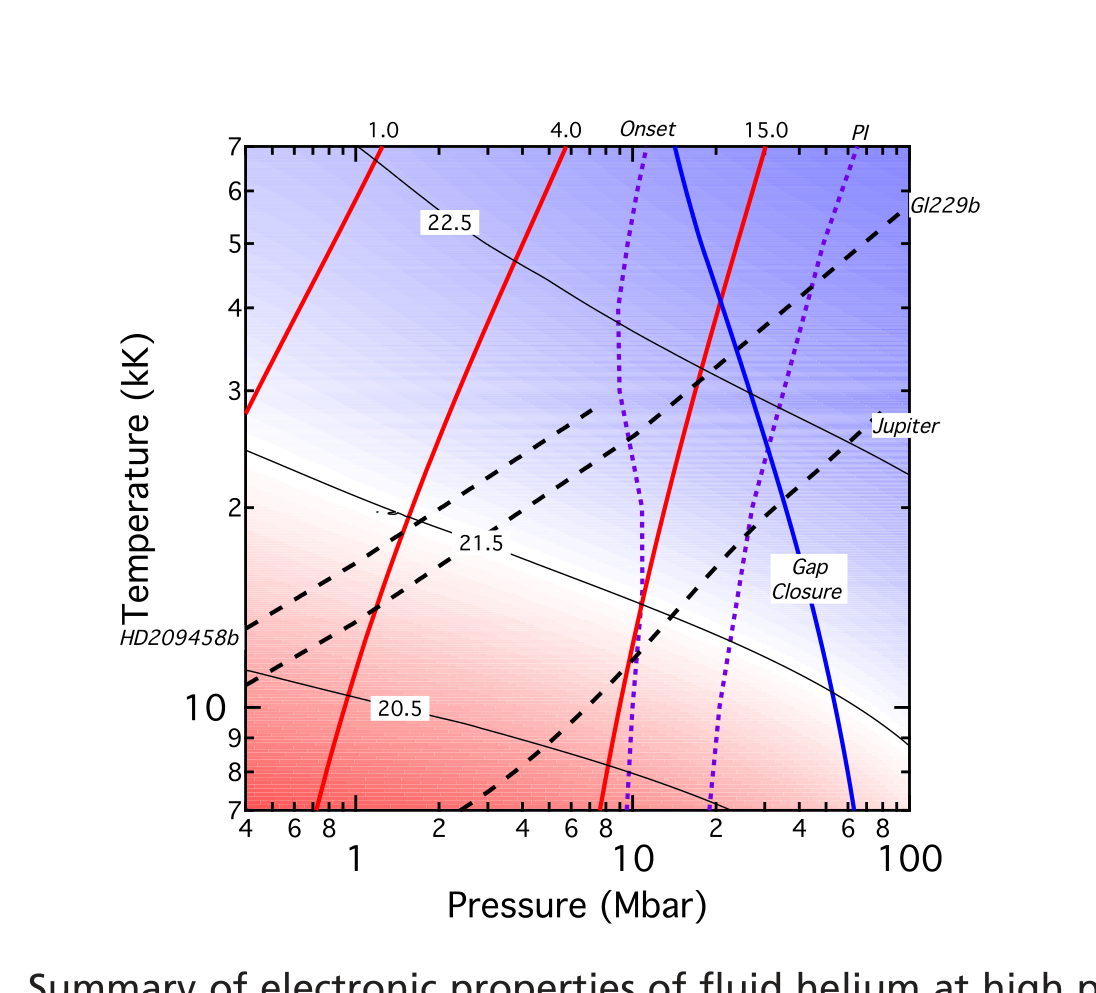 1.0 4.0 Onset 15.0 PI
7
6
5
4
3
2
10
9
8
7
Temperature (kK)
22.5
21.5
20.5
Gl229b
Jupiter
Gap
Closure
HD209458b
4 6 8 2 4 6 8 2 4 6 8
1 10 100
Pressure (Mbar)
Summary of electronic properties of fluid helium at high p